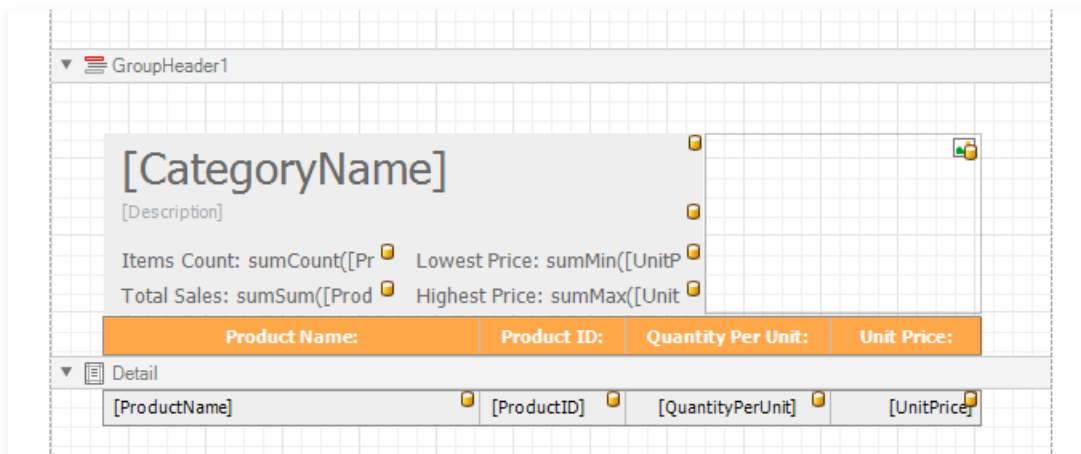 GroupHeader1
[CategoryName]
[Description]
Items Count: sumCount([Pr Lowest Price: sumMin([UnitP
Total Sales: sumSum([Prod Highest Price: sumMax([Unit
Product Name: Product ID: Quantity Per Unit: Unit Price:
Detail
[ProductName] [ProductID] [QuantityPerUnit] [UnitPrice]